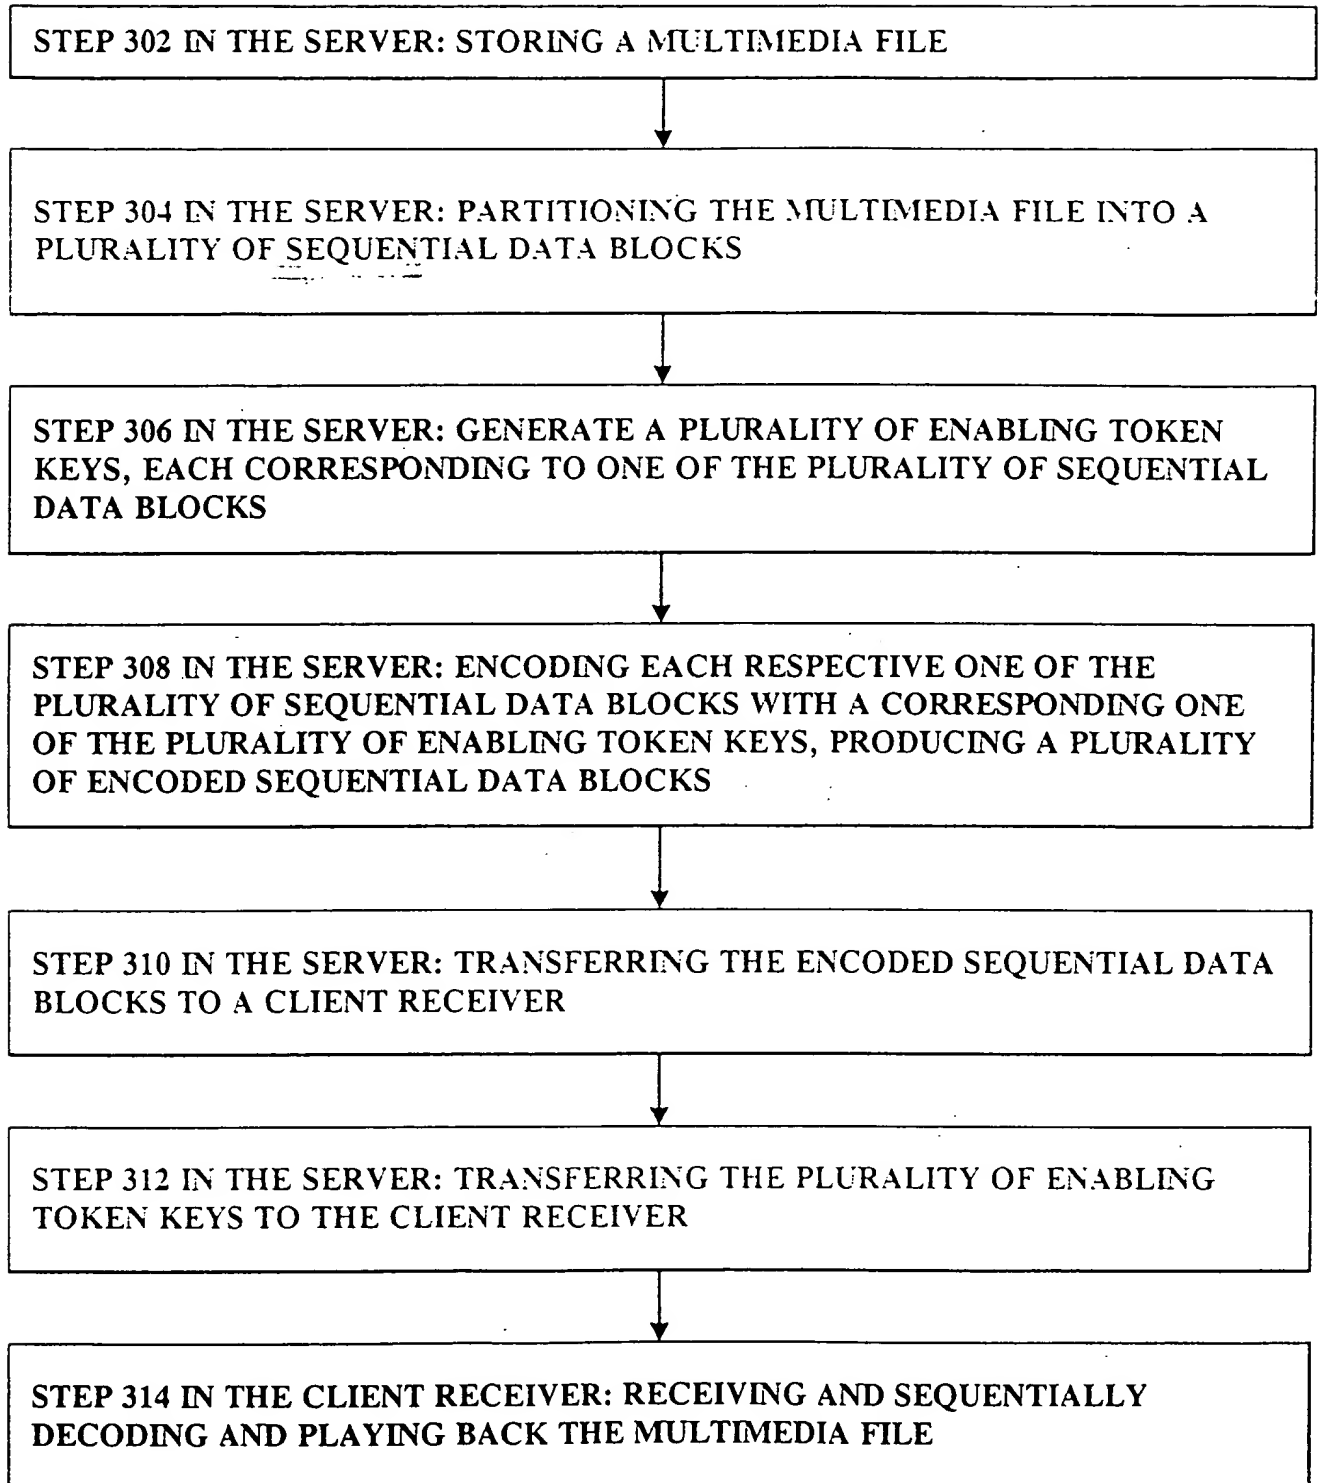 STEP 302 IN THE SERVER: STORING A MULTIMEDIA FILE
STEP 304 IN THE SERVER: PARTITIONING THE MULTIMEDIA FILE INTO A
PLURALITY OF SEQUENTIAL DATA BLOCKS
STEP 306 IN THE SERVER: GENERATE A PLURALITY OF ENABLING TOKEN
KEYS, EACH CORRESPONDING TO ONE OF THE PLURALITY OF SEQUENTIAL
DATA BLOCKS
STEP 308 IN THE SERVER: ENCODING EACH RESPECTIVE ONE OF THE
PLURALITY OF SEQUENTIAL DATA BLOCKS WITH A CORRESPONDING ONE
OF THE PLURALITY OF ENABLING TOKEN KEYS, PRODUCING A PLURALITY
OF ENCODED SEQUENTIAL DATA BLOCKS
STEP 310 IN THE SERVER: TRANSFERRING THE ENCODED SEQUENTIAL DATA
BLOCKS TO A CLIENT RECEIVER
STEP 312 IN THE SERVER: TRANSFERRING THE PLURALITY OF ENABLING
TOKEN KEYS TO THE CLIENT RECEIVER
STEP 314 IN THE CLIENT RECEIVER: RECEIVING AND SEQUENTIALLY
DECODING AND PLAYING BACK THE MULTIMEDIA FILE